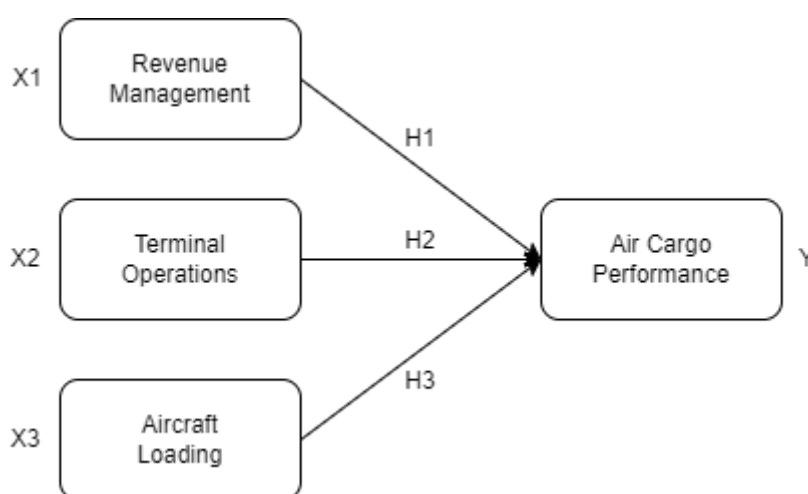 X1
Revenue
Management
H1
X2
Terminal
Operations
H2
Air Cargo
Performance
Y
H3
X3
Aircraft
Loading